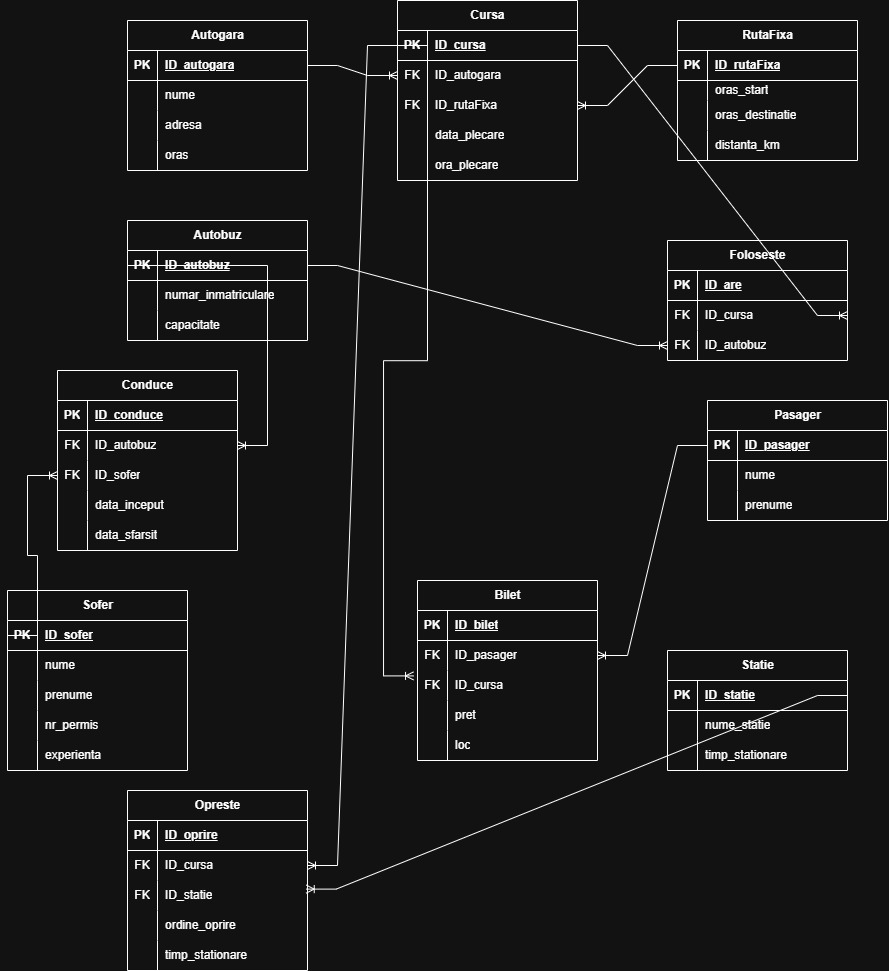 Autogara
PK ID_autogara
nume
adresa
oras
Cursa
PK ID_cursa
FK ID_autogara
FK ID_rutaFixa
data_plecare
ora_plecare
RutaFixa
PK ID_rutaFixa
oras_start
oras_destinatie
distanta_km
Autobuz
PK ID_autobuz
numar_inmatriculare
capacitate
Foloseste
PK ID_are
FK ID_cursa
FK ID_autobuz
Conduce
PK ID_conduce
FK ID_autobuz
FK ID_sofer
data_inceput
data_sfarsit
Pasager
PK ID_pasager
nume
prenume
Sofer
PK ID_sofer
nume
prenume
nr_permis
experienta
Bilet
PK ID_bilet
FK ID_pasager
FK ID_cursa
pret
loc
Statie
PK ID_statie
nume_statie
timp_stationare
Opreste
PK ID_oprire
FK ID_cursa
FK ID_statie
ordine_oprire
timp_stationare